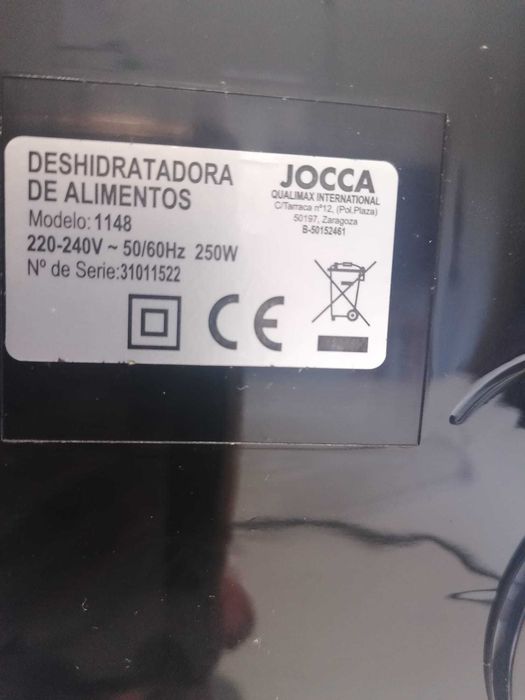 DESHIDRATADORA
DE ALIMENTOS
Modelo: 1148
220-240V ~ 50/60Hz 250W
Nº de Serie:31011522
JOCCA
QUALIMAX INTERNATIONAL
C/Tarraca nº12, (Pol.Plaza)
50197, Zaragoza
B-50152461
CE